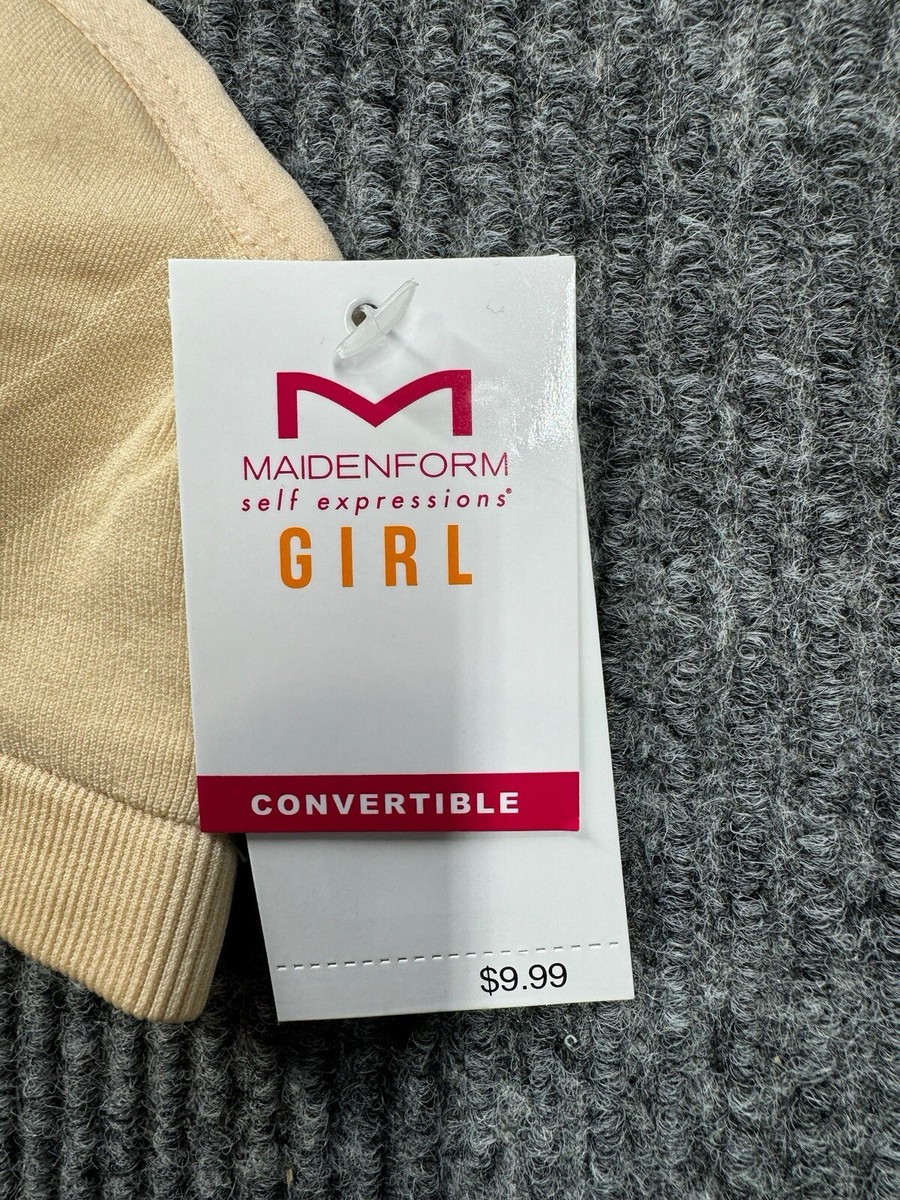 MAIDENFORM
self expressions®
GIRL
CONVERTIBLE
$9.99